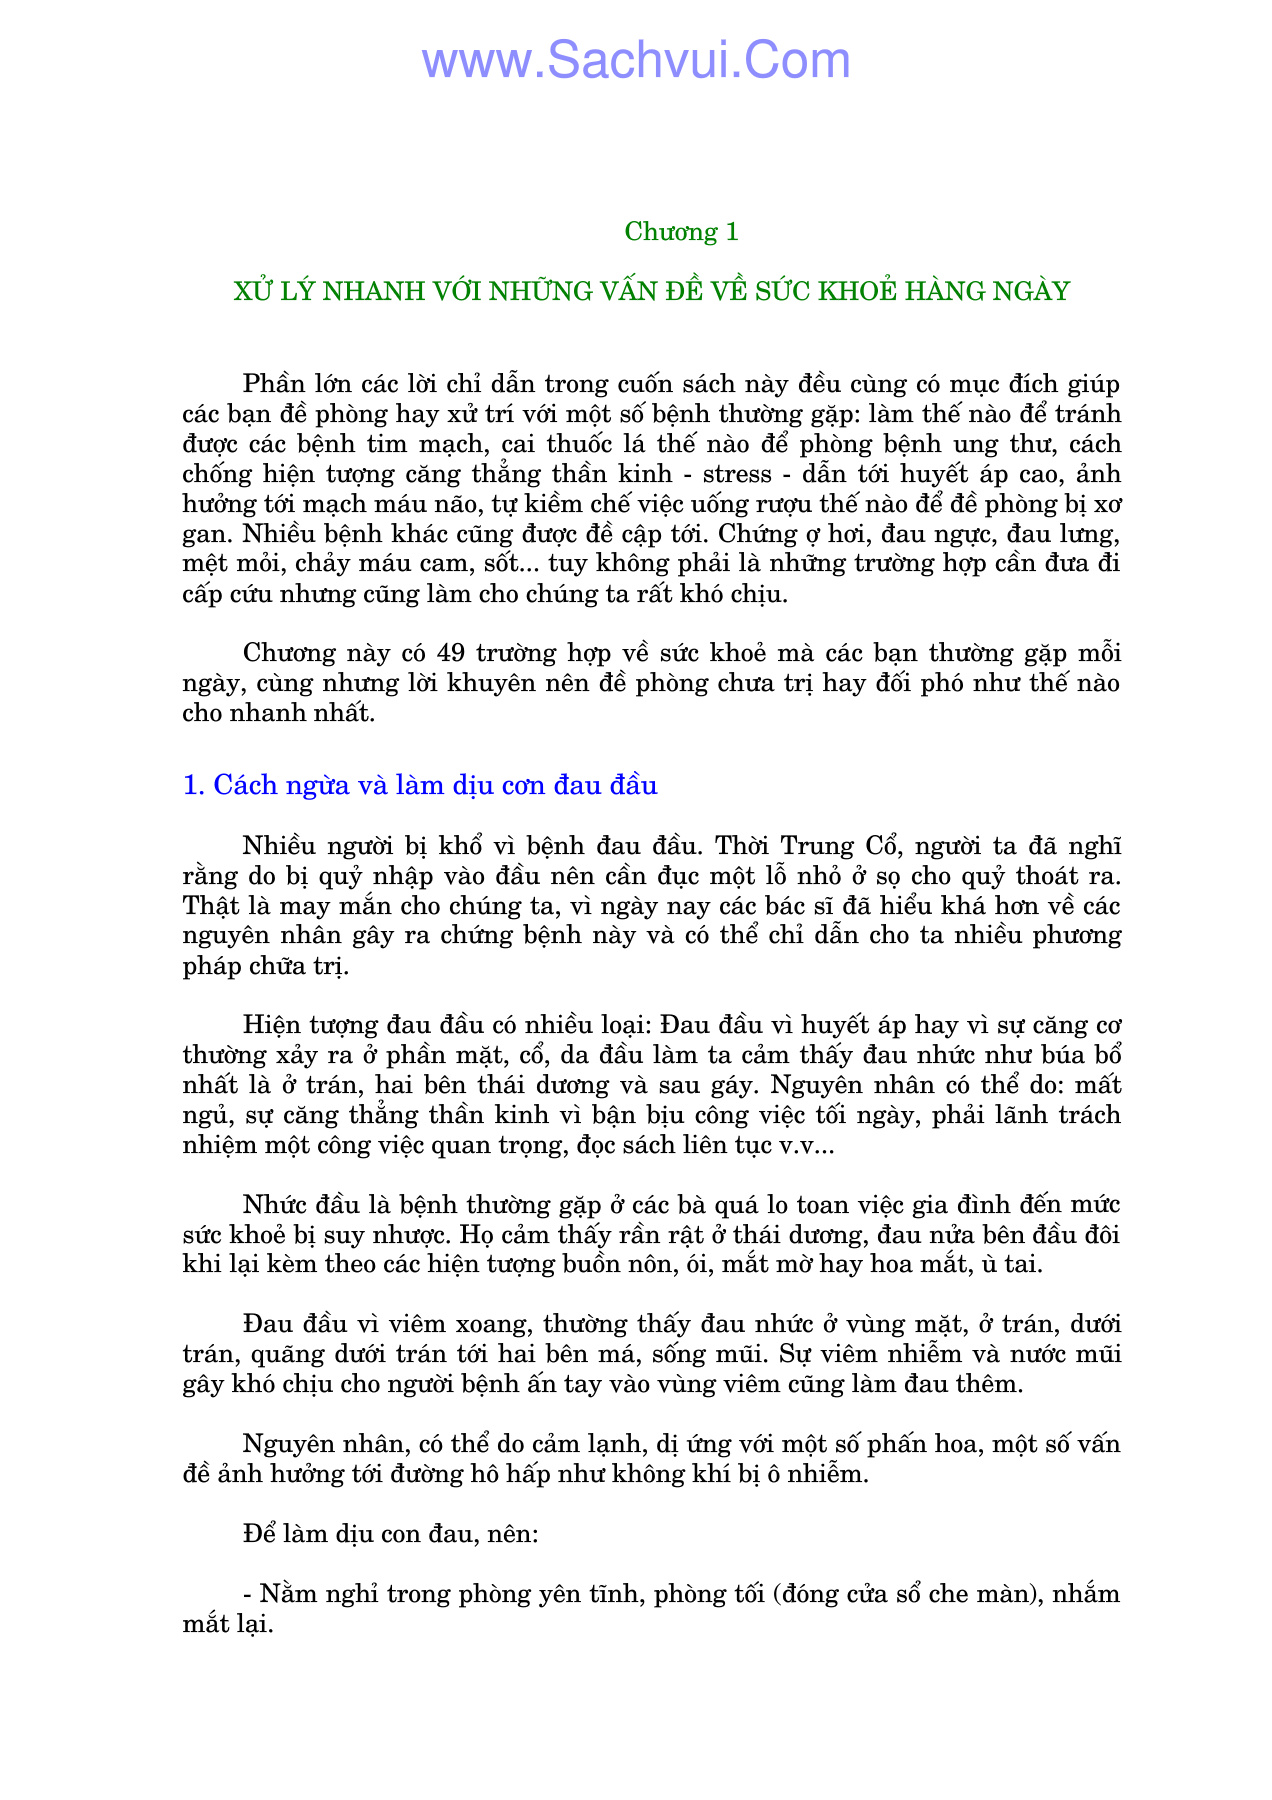 www.Sachvui.Com
Chương 1
XỬ LÝ NHANH VỚI NHỮNG VẤN ĐỀ VỀ SỨC KHOẺ HÀNG NGÀY
Phần lớn các lời chỉ dẫn trong cuốn sách này đều cùng có mục đích giúp
các bạn đề phòng hay xử trí với một số bệnh thường gặp: làm thế nào để tránh
được các bệnh tim mạch, cai thuốc lá thế nào để phòng bệnh ung thư, cách
chống hiện tượng căng thẳng thần kinh - stress - dẫn tới huyết áp cao, ảnh
hưởng tới mạch máu não, tự kiềm chế việc uống rượu thế nào để đề phòng bị xơ
gan. Nhiều bệnh khác cũng được đề cập tới. Chứng ợ hơi, đau ngực, đau lưng,
mệt mỏi, chảy máu cam, sốt... tuy không phải là những trường hợp cần đưa đi
cấp cứu nhưng cũng làm cho chúng ta rất khó chịu.
Chương này có 49 trường hợp về sức khoẻ mà các bạn thường gặp mỗi
ngày, cùng nhưng lời khuyên nên đề phòng chưa trị hay đối phó như thế nào
cho nhanh nhất.
1. Cách ngừa và làm dịu cơn đau đầu
Nhiều người bị khổ vì bệnh đau đầu. Thời Trung Cổ, người ta đã nghĩ
rằng do bị quỷ nhập vào đầu nên cần đục một lỗ nhỏ ở sọ cho quỷ thoát ra.
Thật là may mắn cho chúng ta, vì ngày nay các bác sĩ đã hiểu khá hơn về các
nguyên nhân gây ra chứng bệnh này và có thể chỉ dẫn cho ta nhiều phương
pháp chữa trị.
Hiện tượng đau đầu có nhiều loại: Đau đầu vì huyết áp hay vì sự căng cơ
thường xảy ra ở phần mặt, cổ, da đầu làm ta cảm thấy đau nhức như búa bổ
nhất là ở trán, hai bên thái dương và sau gáy. Nguyên nhân có thể do: mất
ngủ, sự căng thẳng thần kinh vì bận bịu công việc tối ngày, phải lãnh trách
nhiệm một công việc quan trọng, đọc sách liên tục v.v...
Nhức đầu là bệnh thường gặp ở các bà quá lo toan việc gia đình đến mức
sức khoẻ bị suy nhược. Họ cảm thấy rần rật ở thái dương, đau nửa bên đầu đôi
khi lại kèm theo các hiện tượng buồn nôn, ói, mắt mờ hay hoa mắt, ù tai.
Đau đầu vì viêm xoang, thường thấy đau nhức ở vùng mặt, ở trán, dưới
trán, quãng dưới trán tới hai bên má, sống mũi. Sự viêm nhiễm và nước mũi
gây khó chịu cho người bệnh ấn tay vào vùng viêm cũng làm đau thêm.
Nguyên nhân, có thể do cảm lạnh, dị ứng với một số phấn hoa, một số vấn
đề ảnh hưởng tới đường hô hấp như không khí bị ô nhiễm.
Để làm dịu con đau, nên:
- Nằm nghỉ trong phòng yên tĩnh, phòng tối (đóng cửa sổ che màn), nhắm
mắt lại.